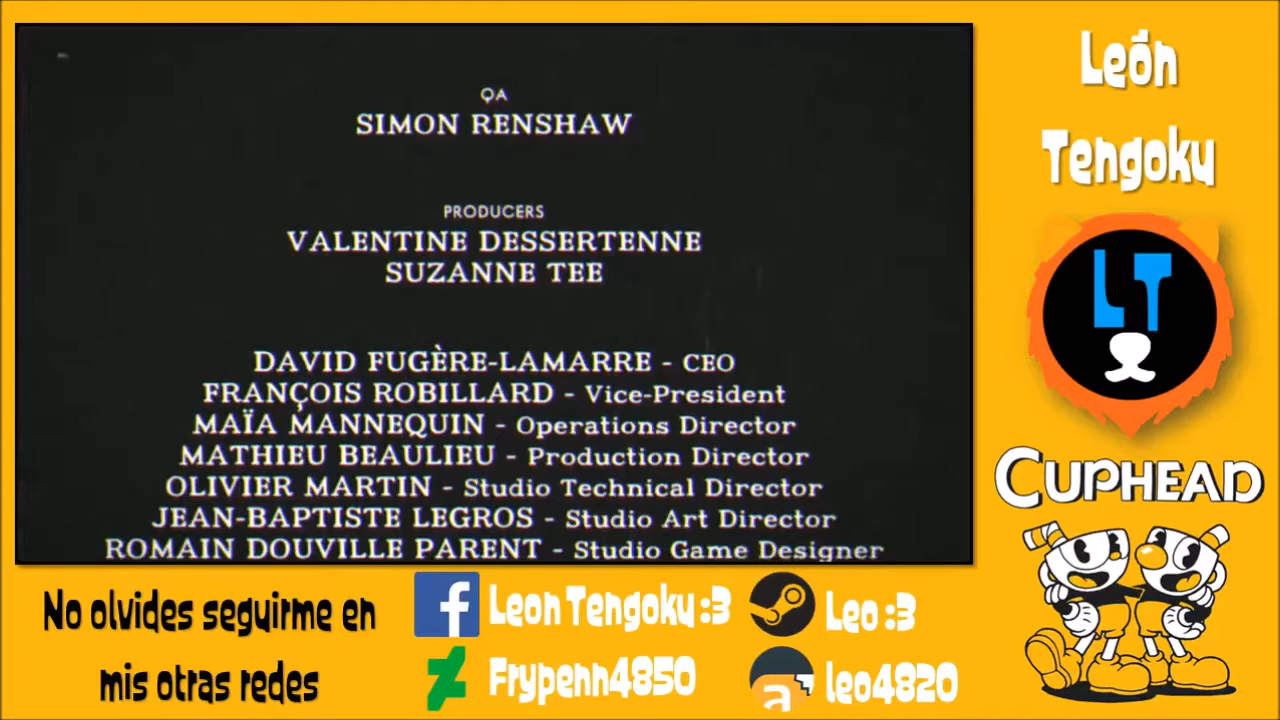 QA
SIMON RENSHAW
PRODUCERS
VALENTINE DESSERTENNE
SUZANNE TEE
DAVID FUGÈRE-LAMARRE - CEO
FRANÇOIS ROBILLARD - Vice-President
MAÏA MANNEQUIN - Operations Director
MATHIEU BEAULIEU - Production Director
OLIVIER MARTIN - Studio Technical Director
JEAN-BAPTISTE LEGROS - Studio Art Director
ROMAIN DOUVILLE PARENT - Studio Game Designer
León
Tengoku
LT
CUPHEAD
No olvides seguirme en
mis otras redes
f Leon Tengoku :3
Frypenn4850
Leo :3
a leo4820